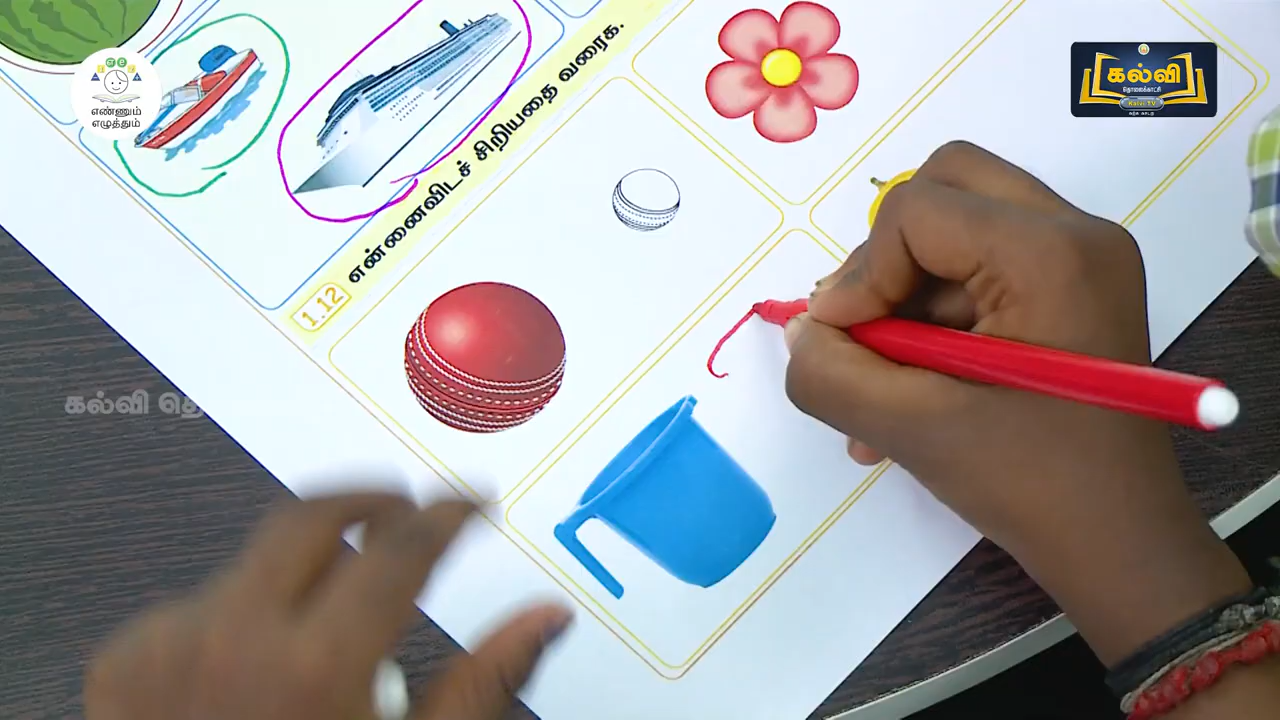 எண்ணும்
எழுத்தும்
கல்வி
தொலைக்காட்சி
Kalvi TV
1.12 என்னைவிடச் சிறியதை வரைக.
கல்வி